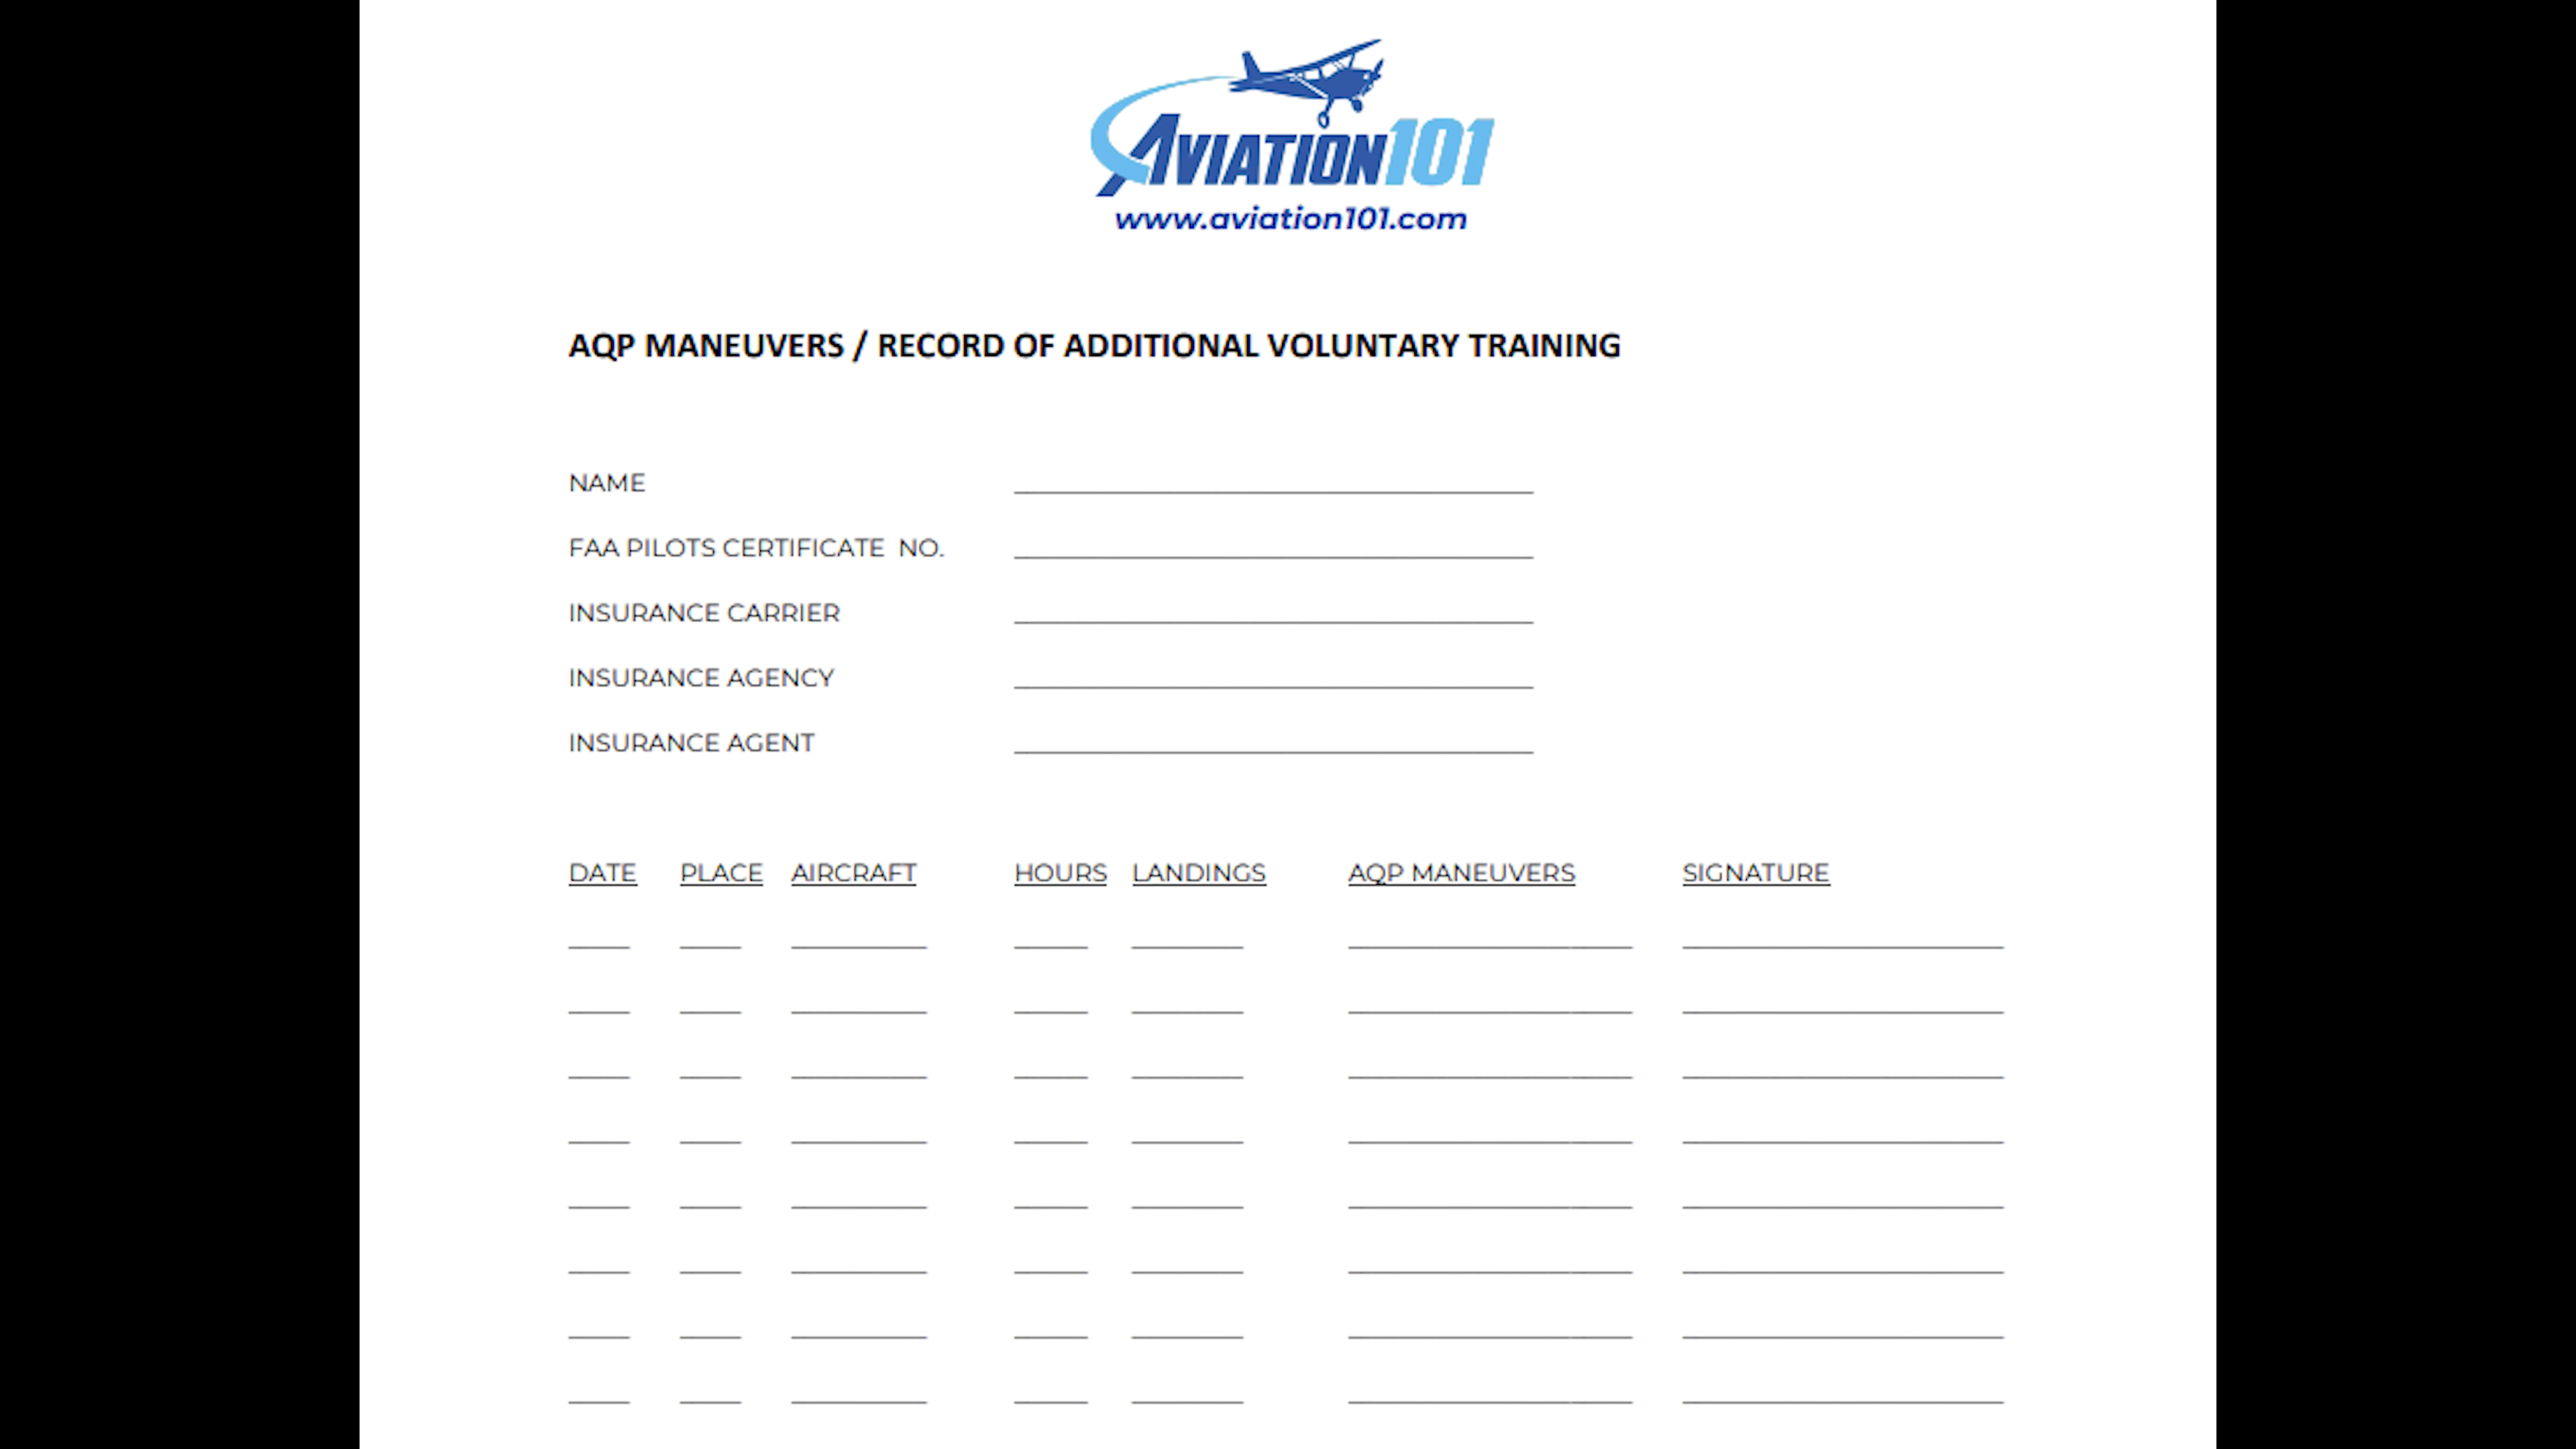 AVIATION101
www.aviation101.com
AQP MANEUVERS / RECORD OF ADDITIONAL VOLUNTARY TRAINING
NAME
FAA PILOTS CERTIFICATE NO.
INSURANCE CARRIER
INSURANCE AGENCY
INSURANCE AGENT
DATE PLACE AIRCRAFT HOURS LANDINGS AQP MANEUVERS SIGNATURE